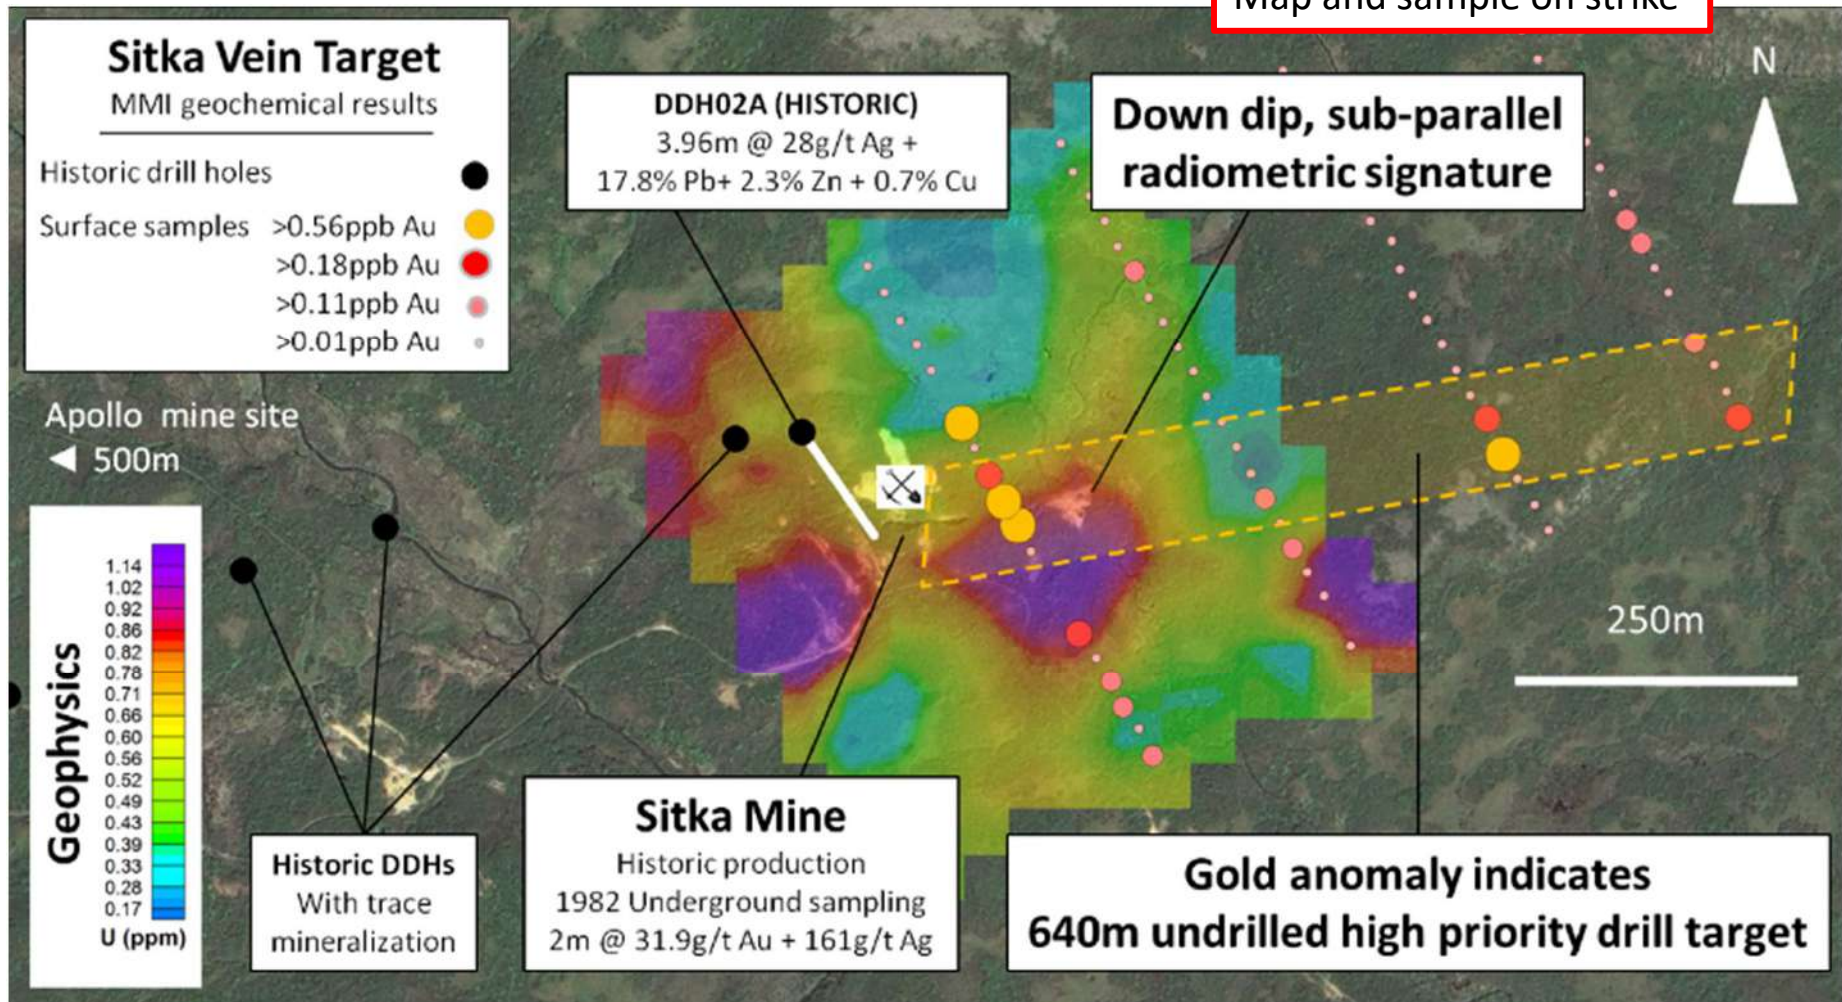 Map and sample on strike
Sitka Vein Target
MMI geochemical results
Historic drill holes
Surface samples >0.56ppb Au
>0.18ppb Au
>0.11ppb Au
>0.01ppb Au
DDH02A (HISTORIC)
3.96m @ 28g/t Ag +
17.8% Pb+ 2.3% Zn + 0.7% Cu
Down dip, sub-parallel
radiometric signature
N
Apollo mine site
500m
Geophysics
1.14
1.02
0.92
0.86
0.82
0.78
0.71
0.66
0.60
0.56
0.52
0.49
0.43
0.39
0.33
0.28
0.17
U (ppm)
250m
Historic DDHs
With trace
mineralization
Sitka Mine
Historic production
1982 Underground sampling
2m @ 31.9g/t Au + 161g/t Ag
Gold anomaly indicates
640m undrilled high priority drill target